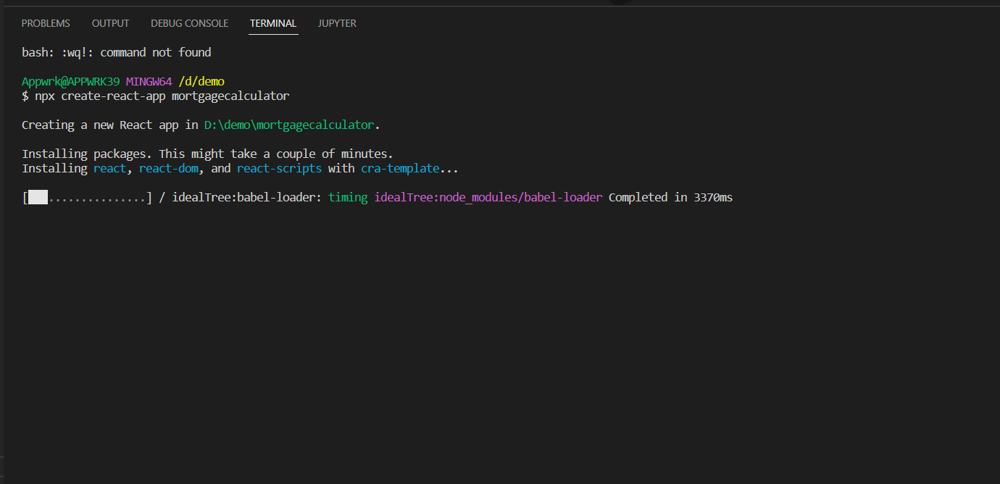 PROBLEMS OUTPUT DEBUG CONSOLE TERMINAL JUPYTER
bash: :wq!: command not found
Appwrk@APPWRK39 MINGW64 /d/demo
$ npx create-react-app mortgagecalculator
Creating a new React app in D:\demo\mortgagecalculator.
Installing packages. This might take a couple of minutes.
Installing react, react-dom, and react-scripts with cra-template...
[███...............] / idealTree:babel-loader: timing idealTree:node_modules/babel-loader Completed in 3370ms